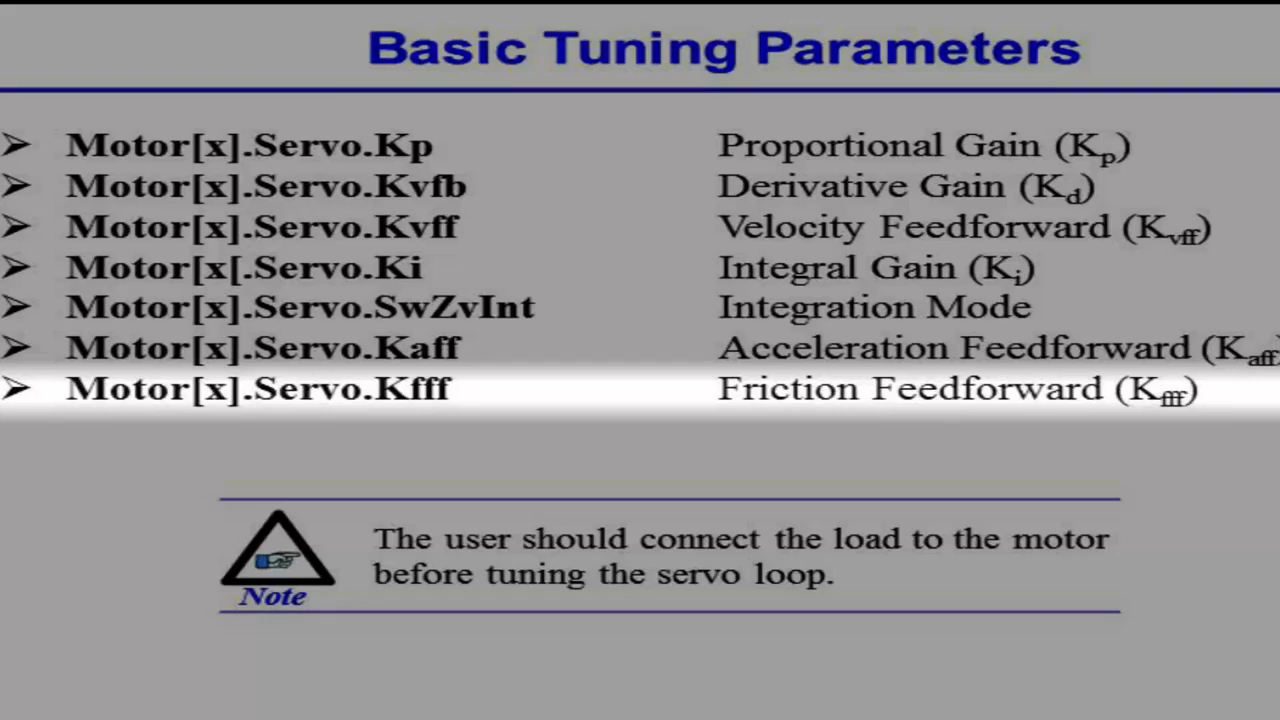 Basic Tuning Parameters
➢ Motor[x].Servo.Kp Proportional Gain (Kp)
➢ Motor[x].Servo.Kvfb Derivative Gain (Kd)
➢ Motor[x].Servo.Kvff Velocity Feedforward (Kvff)
➢ Motor[x[.Servo.Ki Integral Gain (Ki)
➢ Motor[x].Servo.SwZvInt Integration Mode
➢ Motor[x].Servo.Kaff Acceleration Feedforward (Kaff)
➢ Motor[x].Servo.Kfff Friction Feedforward (Kfff)
The user should connect the load to the motor
before tuning the servo loop.
Note